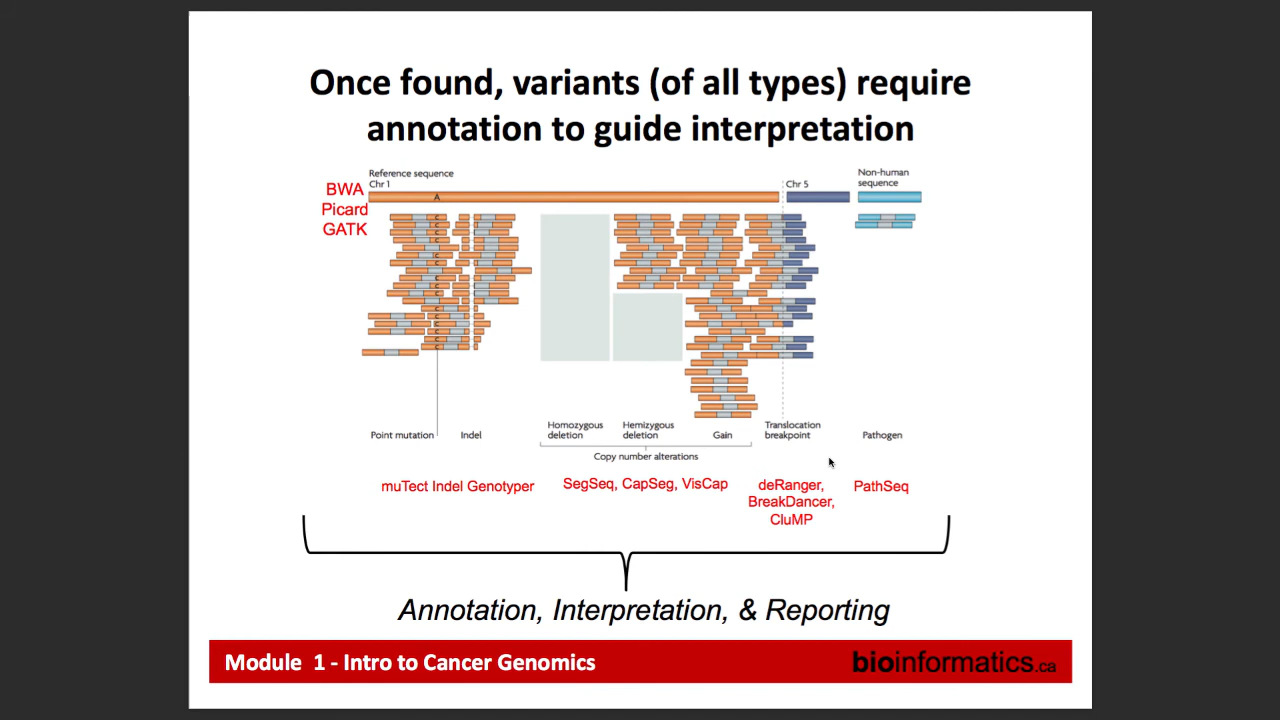 Once found, variants (of all types) require
annotation to guide interpretation
Reference sequence
Chr 1
Chr 5
Non-human
sequence
BWA
Picard
GATK
A
Point mutation
Indel
Homozygous
deletion
Hemizygous
deletion
Gain
Translocation
breakpoint
Pathogen
Copy number alterations
muTect Indel Genotyper
SegSeq, CapSeg, VisCap
deRanger,
BreakDancer,
CluMP
PathSeq
Annotation, Interpretation, & Reporting
Module 1 - Intro to Cancer Genomics
bioinformatics.ca